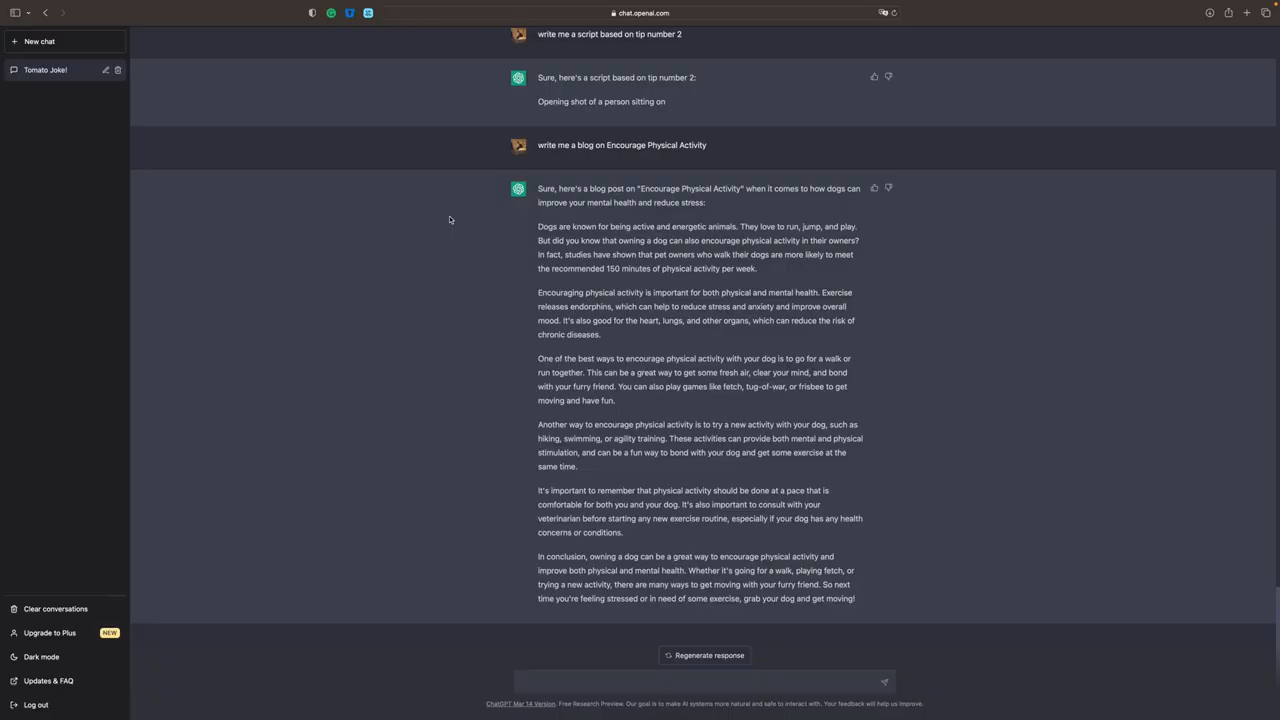 chat.openai.com
New chat
Tomato Joke!
write me a script based on tip number 2
Sure, here's a script based on tip number 2:
Opening shot of a person sitting on
write me a blog on Encourage Physical Activity
Sure, here's a blog post on "Encourage Physical Activity" when it comes to how dogs can
improve your mental health and reduce stress:
Dogs are known for being active and energetic animals. They love to run, jump, and play.
But did you know that owning a dog can also encourage physical activity in their owners?
In fact, studies have shown that pet owners who walk their dogs are more likely to meet
the recommended 150 minutes of physical activity per week.
Encouraging physical activity is important for both physical and mental health. Exercise
releases endorphins, which can help to reduce stress and anxiety and improve overall
mood. It's also good for the heart, lungs, and other organs, which can reduce the risk of
chronic diseases.
One of the best ways to encourage physical activity with your dog is to go for a walk or
run together. This can be a great way to get some fresh air, clear your mind, and bond
with your furry friend. You can also play games like fetch, tug-of-war, or frisbee to get
moving and have fun.
Another way to encourage physical activity is to try a new activity with your dog, such as
hiking, swimming, or agility training. These activities can provide both mental and physical
stimulation, and can be a fun way to bond with your dog and get some exercise at the
same time.
It's important to remember that physical activity should be done at a pace that is
comfortable for both you and your dog. It's also important to consult with your
veterinarian before starting any new exercise routine, especially if your dog has any health
concerns or conditions.
In conclusion, owning a dog can be a great way to encourage physical activity and
improve both physical and mental health. Whether it's going for a walk, playing fetch, or
trying a new activity, there are many ways to get moving with your furry friend. So next
time you're feeling stressed or in need of some exercise, grab your dog and get moving!
Clear conversations
Upgrade to Plus NEW
Dark mode
Updates & FAQ
Log out
Regenerate response
ChatGPT Mar 14 Version. Free Research Preview. Our goal is to make AI systems more natural and safe to interact with. Your feedback will help us improve.